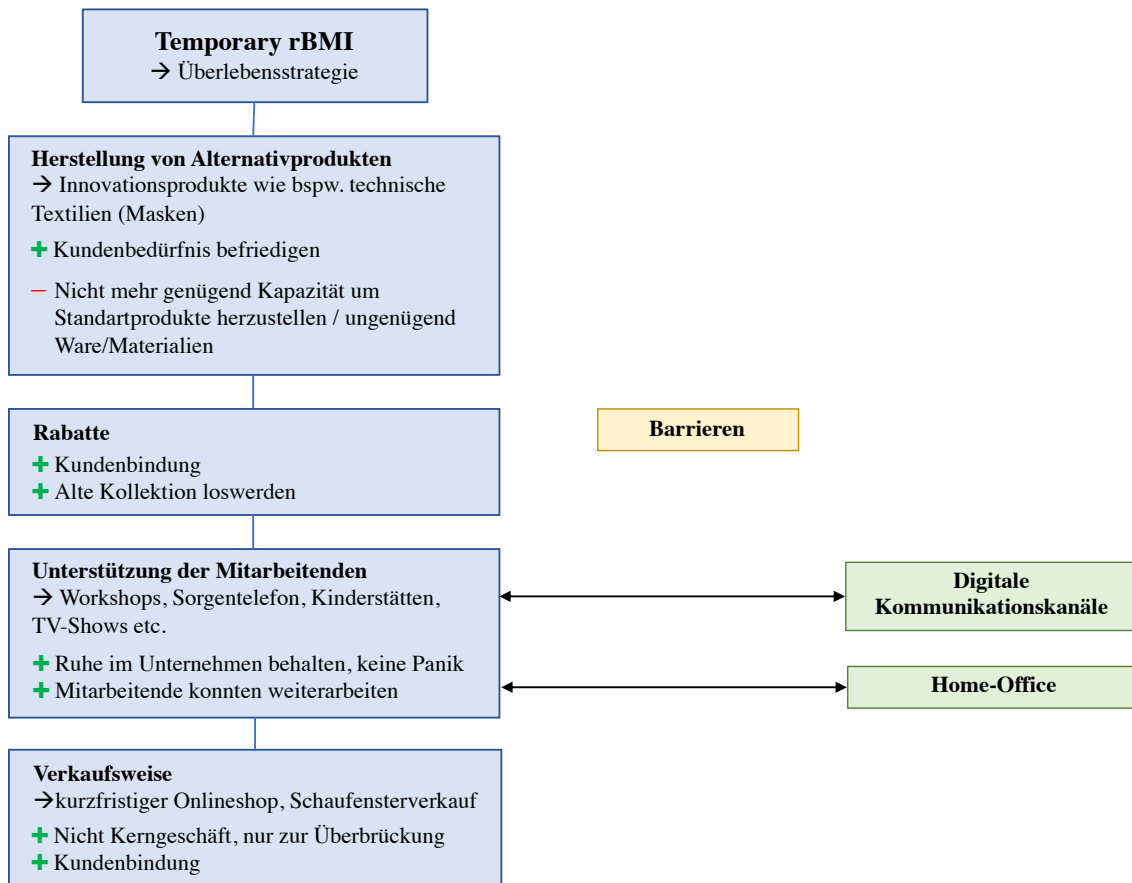 Temporary rBMI
→ Überlebensstrategie
Herstellung von Alternativprodukten
→ Innovationsprodukte wie bspw. technische
Textilien (Masken)
+ Kundenbedürfnis befriedigen
– Nicht mehr genügend Kapazität um
Standartprodukte herzustellen / ungenügend
Ware/Materialien
Rabatte
+ Kundenbindung
+ Alte Kollektion loswerden
Barrieren
Unterstützung der Mitarbeitenden
→ Workshops, Sorgentelefon, Kinderstätten,
TV-Shows etc.
+ Ruhe im Unternehmen behalten, keine Panik
+ Mitarbeitende konnten weiterarbeiten
Digitale
Kommunikationskanäle
Home-Office
Verkaufsweise
→kurzfristiger Onlineshop, Schaufensterverkauf
+ Nicht Kerngeschäft, nur zur Überbrückung
+ Kundenbindung